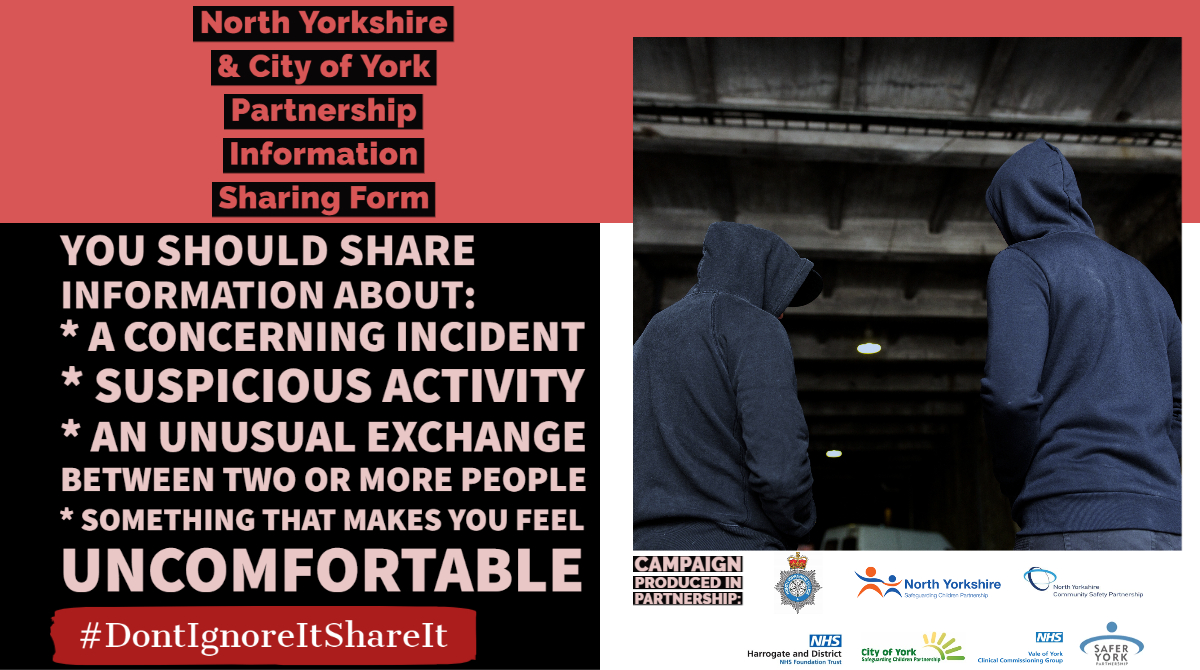 North Yorkshire
& City of York
Partnership
Information
Sharing Form
YOU SHOULD SHARE
INFORMATION ABOUT:
* A CONCERNING INCIDENT
* SUSPICIOUS ACTIVITY
* AN UNUSUAL EXCHANGE
BETWEEN TWO OR MORE PEOPLE
* SOMETHING THAT MAKES YOU FEEL
UNCOMFORTABLE
#DontIgnoreItShareIt
CAMPAIGN
PRODUCED IN
PARTNERSHIP:
North Yorkshire
Safeguarding Children Partnership
North Yorkshire
Community Safety Partnership
NHS
Harrogate and District
NHS Foundation Trust
City of York
Safeguarding Children Partnership
NHS
Vale of York
Clinical Commissioning Group
SAFER
YORK
PARTNERSHIP